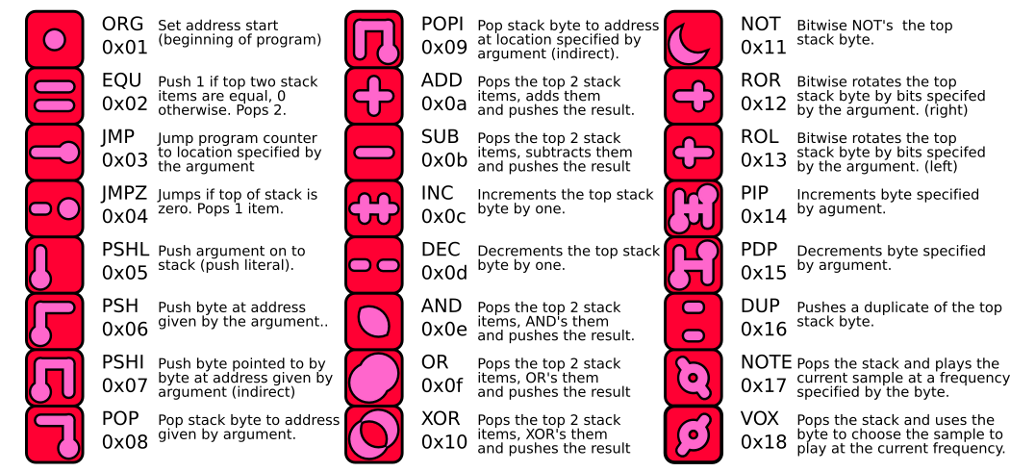 ORG
0x01
Set address start
(beginning of program)
EQU
0x02
Push 1 if top two stack
items are equal, 0
otherwise. Pops 2.
JMP
0x03
Jump program counter
to location specified by
the argument
JMPZ
0x04
Jumps if top of stack is
zero. Pops 1 item.
PSHL
0x05
Push argument on to
stack (push literal).
PSH
0x06
Push byte at address
given by the argument..
PSHI
0x07
Push byte pointed to by
byte at address given by
argument (indirect)
POP
0x08
Pop stack byte to address
given by argument.
POPI
0x09
Pop stack byte to address
at location specified by
argument (indirect).
ADD
0x0a
Pops the top 2 stack
items, adds them
and pushes the result.
SUB
0x0b
Pops the top 2 stack
items, subtracts them
and pushes the result
INC
0x0c
Increments the top stack
byte by one.
DEC
0x0d
Decrements the top stack
byte by one.
AND
0x0e
Pops the top 2 stack
items, AND's them
and pushes the result.
OR
0x0f
Pops the top 2 stack
items, OR's them
and pushes the result
XOR
0x10
Pops the top 2 stack
items, XOR's them
and pushes the result
NOT
0x11
Bitwise NOT's the top
stack byte.
ROR
0x12
Bitwise rotates the top
stack byte by bits specifed
by the argument. (right)
ROL
0x13
Bitwise rotates the top
stack byte by bits specifed
by the argument. (left)
PIP
0x14
Increments byte specified
by agument.
PDP
0x15
Decrements byte specified
by argument.
DUP
0x16
Pushes a duplicate of the top
stack byte.
NOTE
0x17
Pops the stack and plays the
current sample at a frequency
specified by the byte.
VOX
0x18
Pops the stack and uses the
byte to choose the sample to
play at the current frequency.